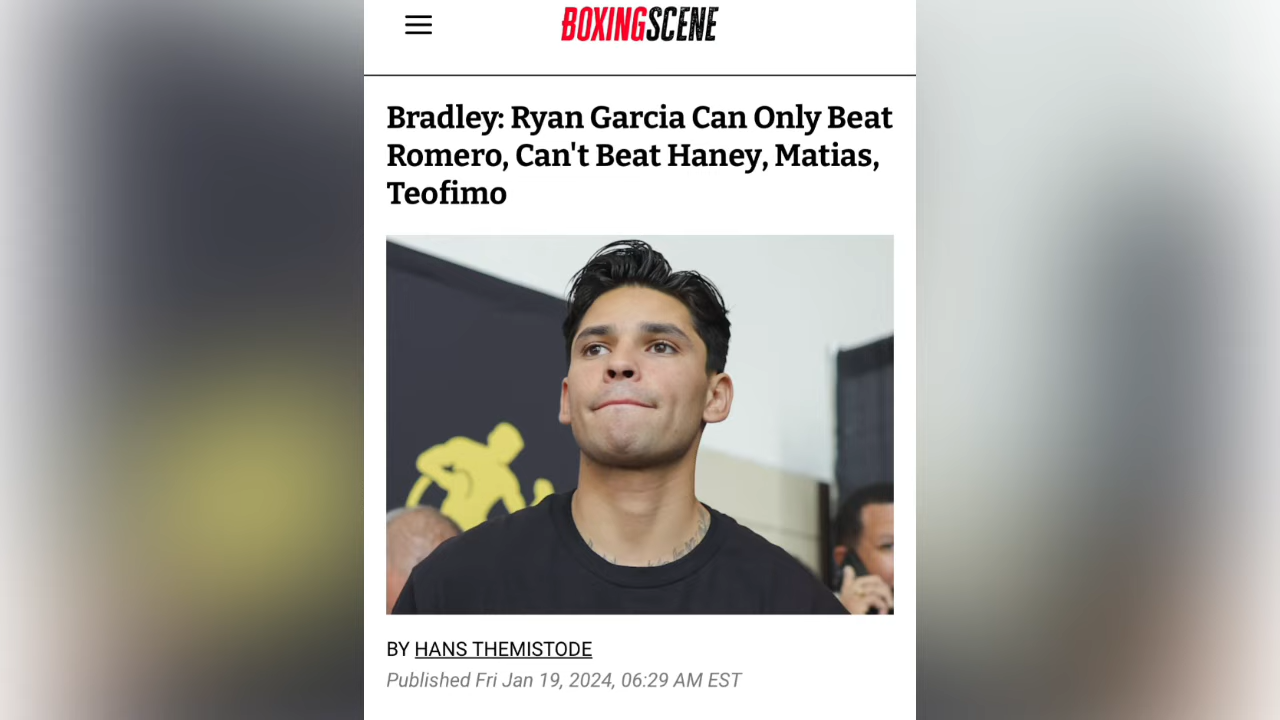 BOXINGSCENE
Bradley: Ryan Garcia Can Only Beat
Romero, Can't Beat Haney, Matias,
Teofimo
BY HANS THEMISTODE
Published Fri Jan 19, 2024, 06:29 AM EST